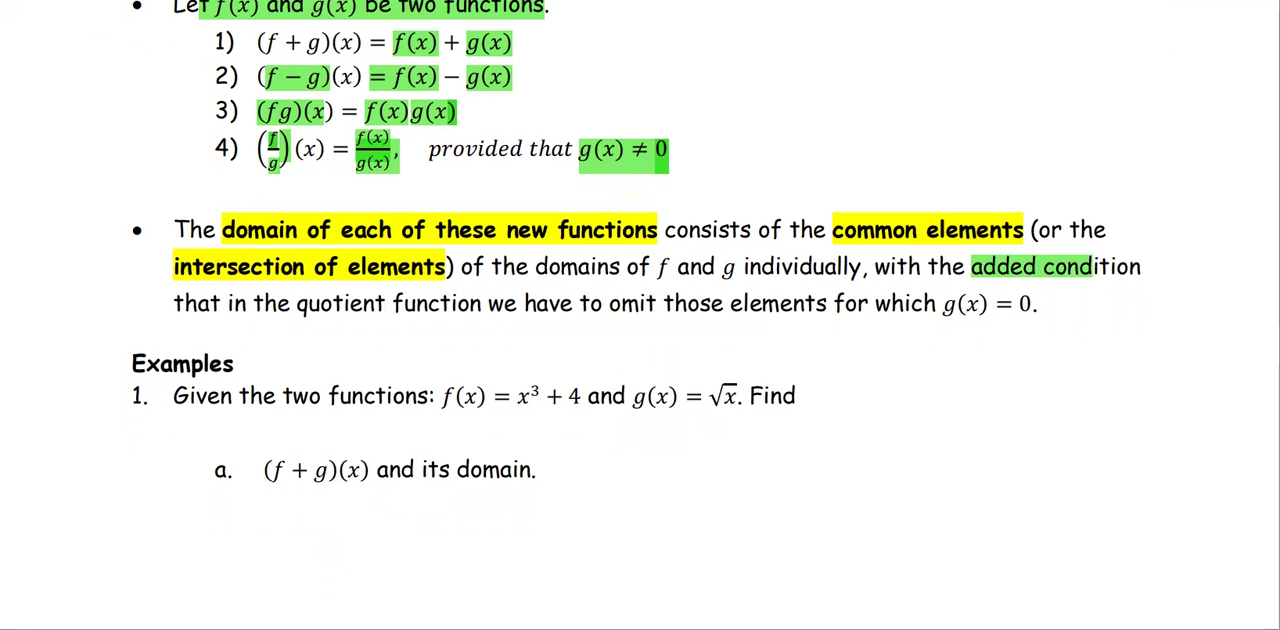 • Let f(x) and g(x) be two functions.
1) (f + g)(x) = f(x) + g(x)
2) (f − g)(x) = f(x) − g(x)
3) (fg)(x) = f(x)g(x)
4) (f/g)(x) = f(x)/g(x), provided that g(x) ≠ 0
• The domain of each of these new functions consists of the common elements (or the
intersection of elements) of the domains of f and g individually, with the added condition
that in the quotient function we have to omit those elements for which g(x) = 0.
Examples
1. Given the two functions: f(x) = x³ + 4 and g(x) = √x. Find
a. (f + g)(x) and its domain.